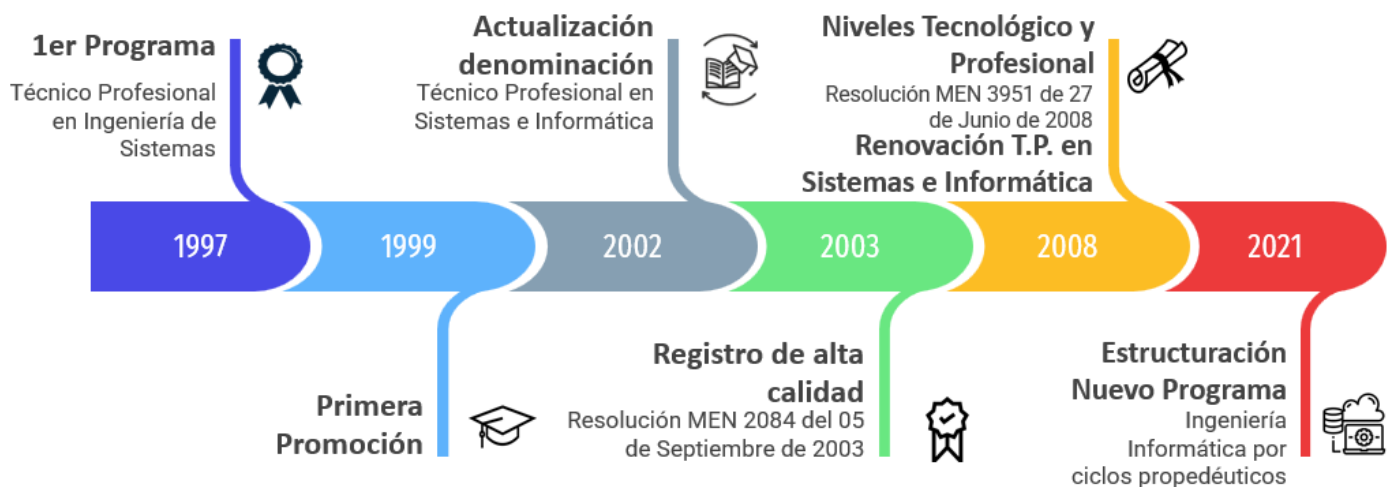 1er Programa
Técnico Profesional
en Ingeniería de
Sistemas
Actualización
denominación
Técnico Profesional en
Sistemas e Informática
Niveles Tecnológico y
Profesional
Resolución MEN 3951 de 27
de Junio de 2008
Renovación T.P. en
Sistemas e Informática
1997
1999
2002
2003
2008
2021
Primera
Promoción
Registro de alta
calidad
Resolución MEN 2084 del 05
de Septiembre de 2003
Estructuración
Nuevo Programa
Ingeniería
Informática por
ciclos propedéuticos